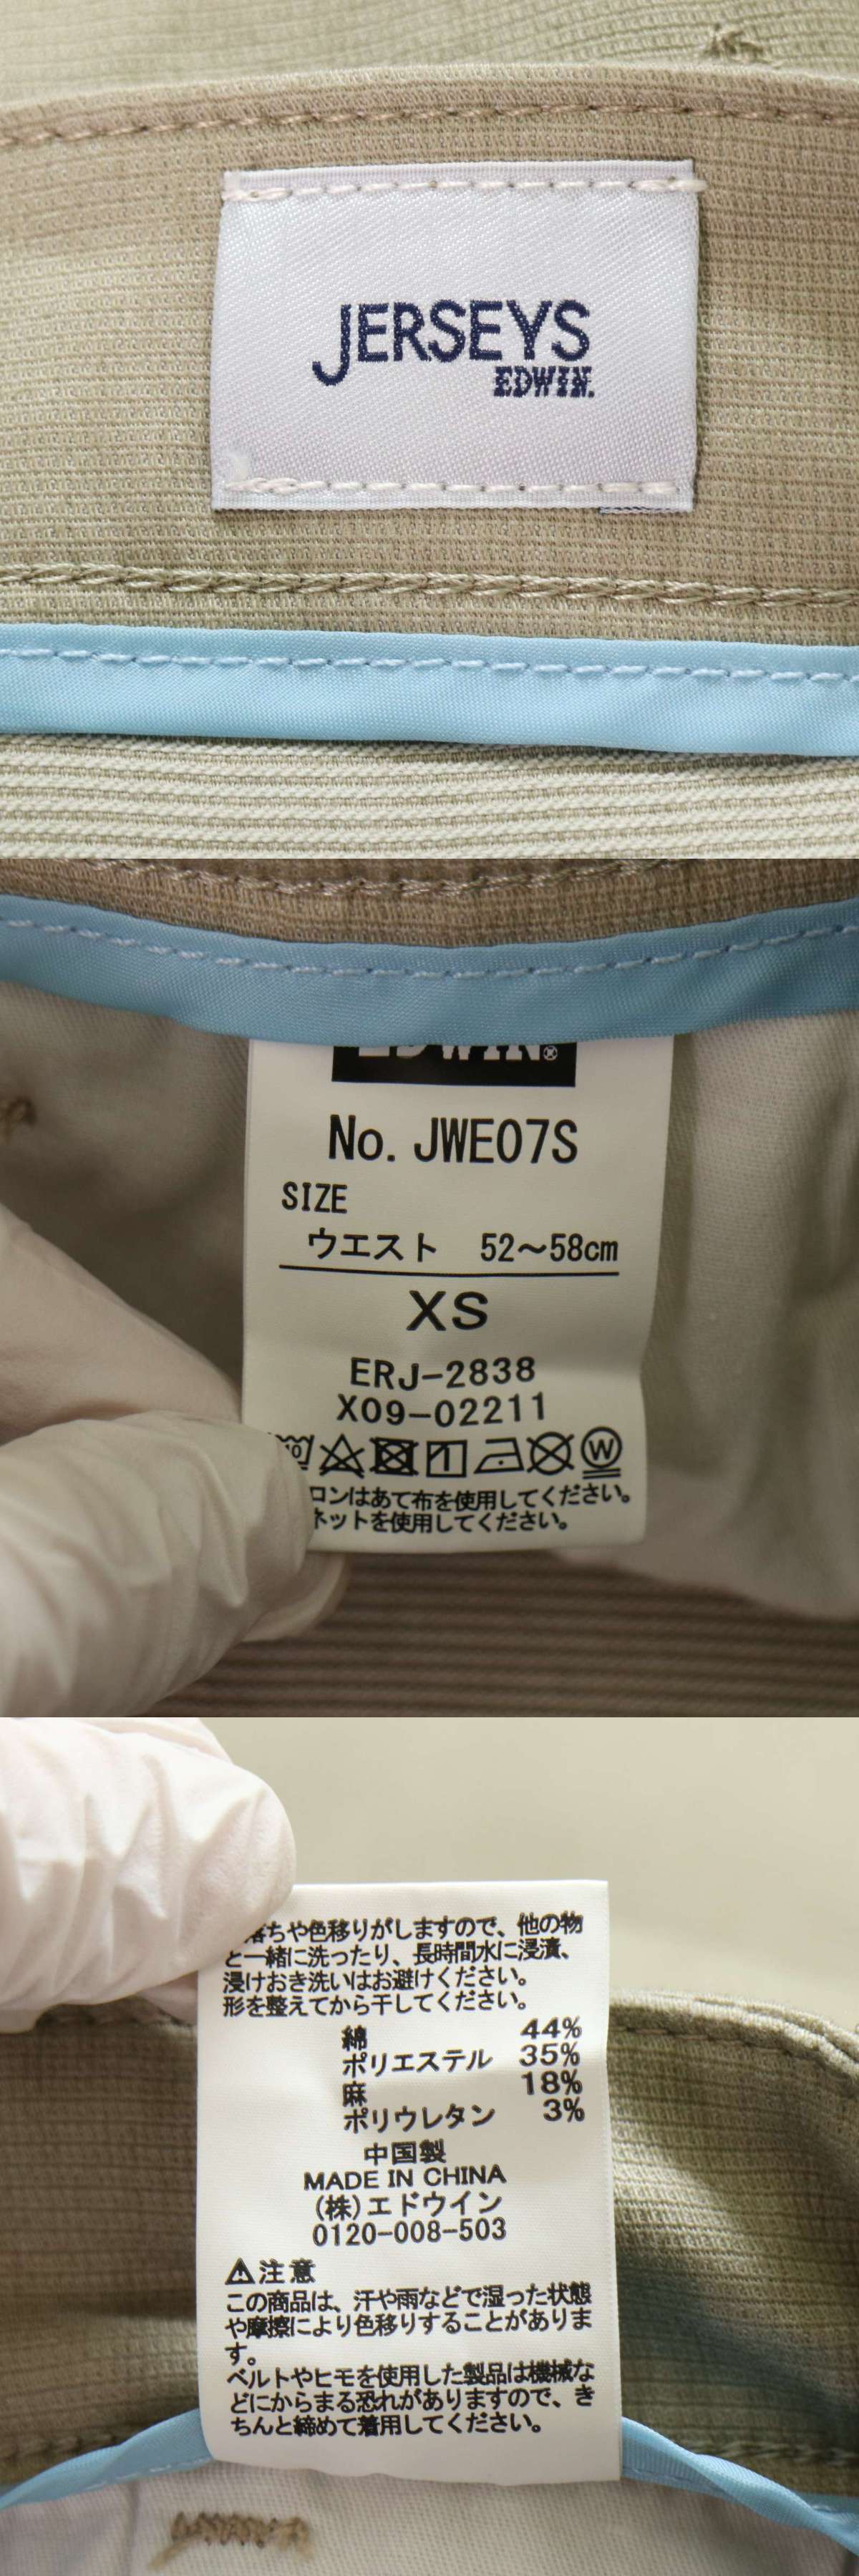 JERSEYS
EDWIN.
EDWIN®
No. JWE07S
SIZE
ウエスト 52～58cm
XS
ERJ-2838
X09-02211
W
ロンはあて布を使用してください。
ネットを使用してください。
落ちや色移りがしますので、他の物
と一緒に洗ったり、長時間水に浸漬、
浸けおき洗いはお避けください。
形を整えてから干してください。
綿 44%
ポリエステル 35%
麻 18%
ポリウレタン 3%
中国製
MADE IN CHINA
(株)エドウイン
0120-008-503
注意
この商品は、汗や雨などで湿った状態
や摩擦により色移りすることがありま
す。
ベルトやヒモを使用した製品は機械な
どにからまる恐れがありますので、き
ちんと締めて着用してください。